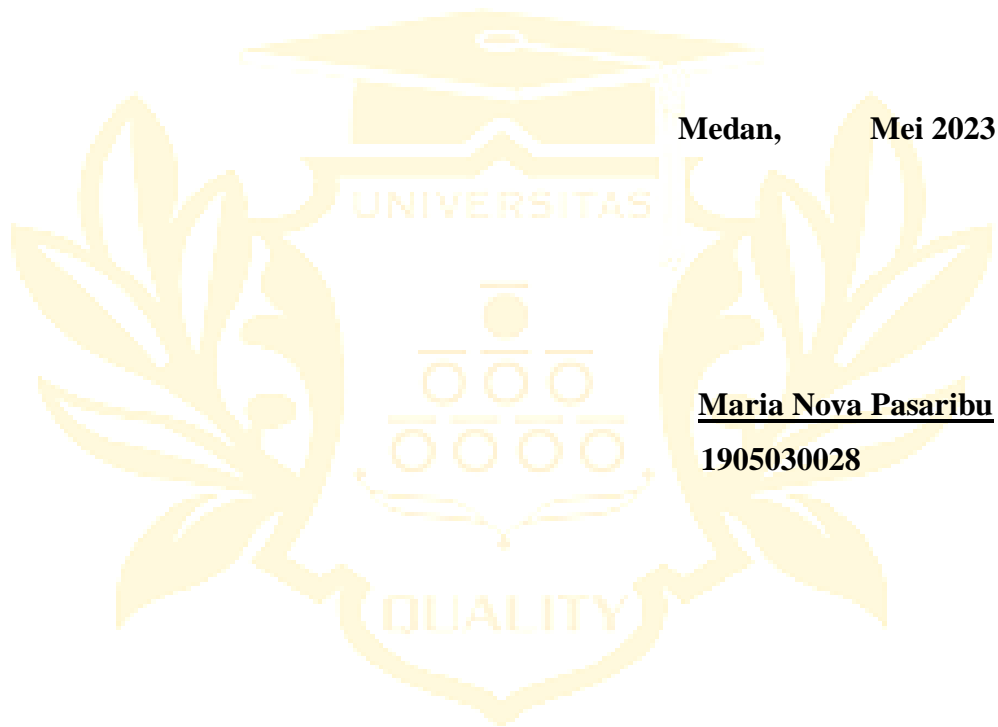 Medan, Mei 2023
UNIVERSITAS
Maria Nova Pasaribu
1905030028
QUALITY